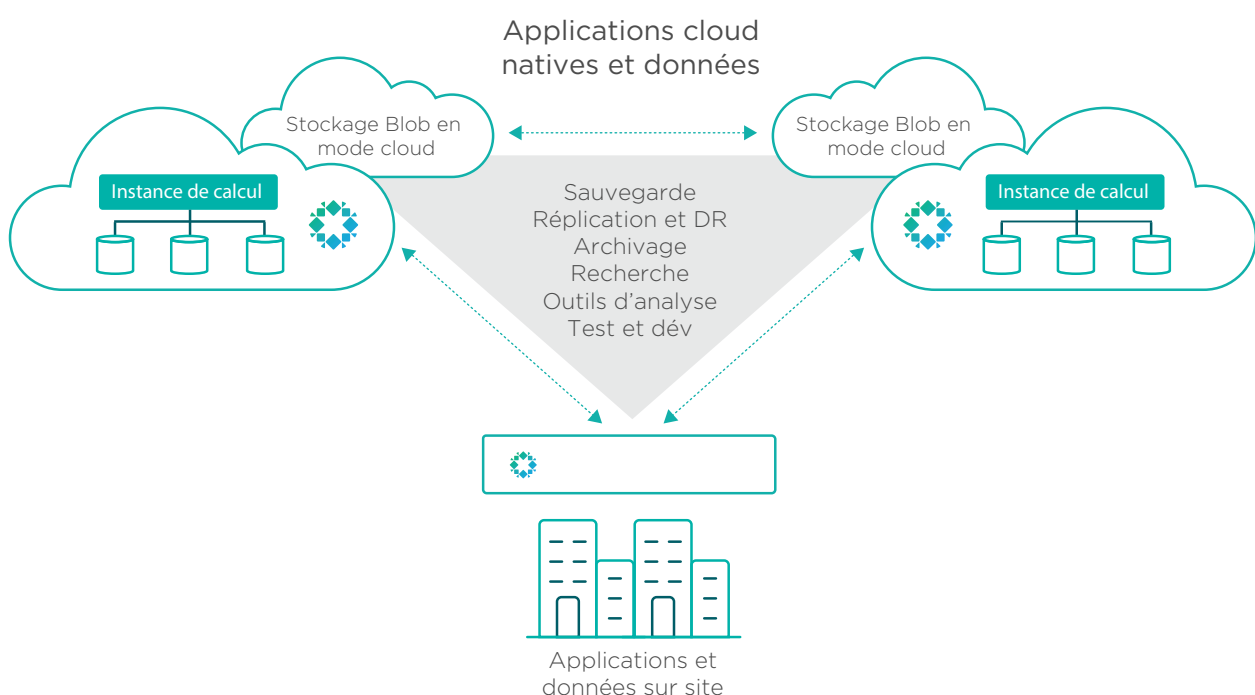 Applications cloud
natives et données
Stockage Blob en
mode cloud
Stockage Blob en
mode cloud
Instance de calcul
Instance de calcul
Sauvegarde
Réplication et DR
Archivage
Recherche
Outils d’analyse
Test et dév
Applications et
données sur site